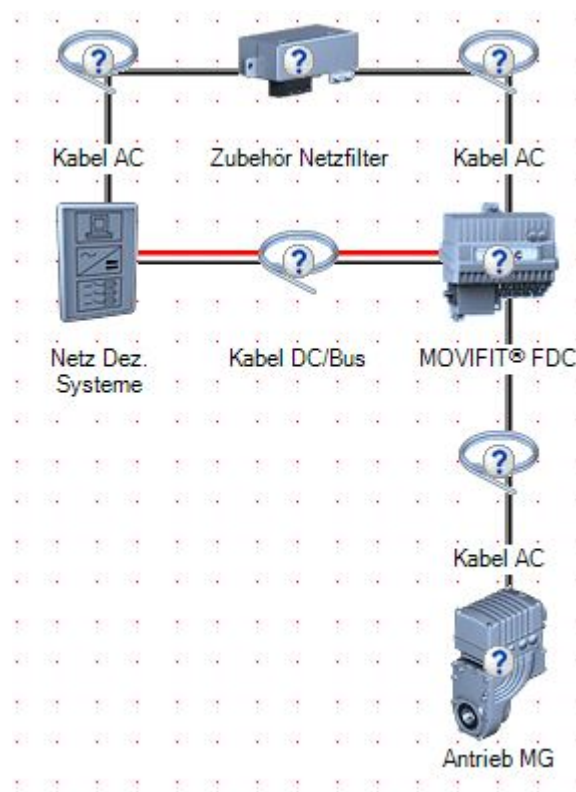 Kabel AC
Zubehör Netzfilter
Kabel AC
Netz Dez.
Systeme
Kabel DC/Bus
MOVIFIT® FDC
Kabel AC
Antrieb MG